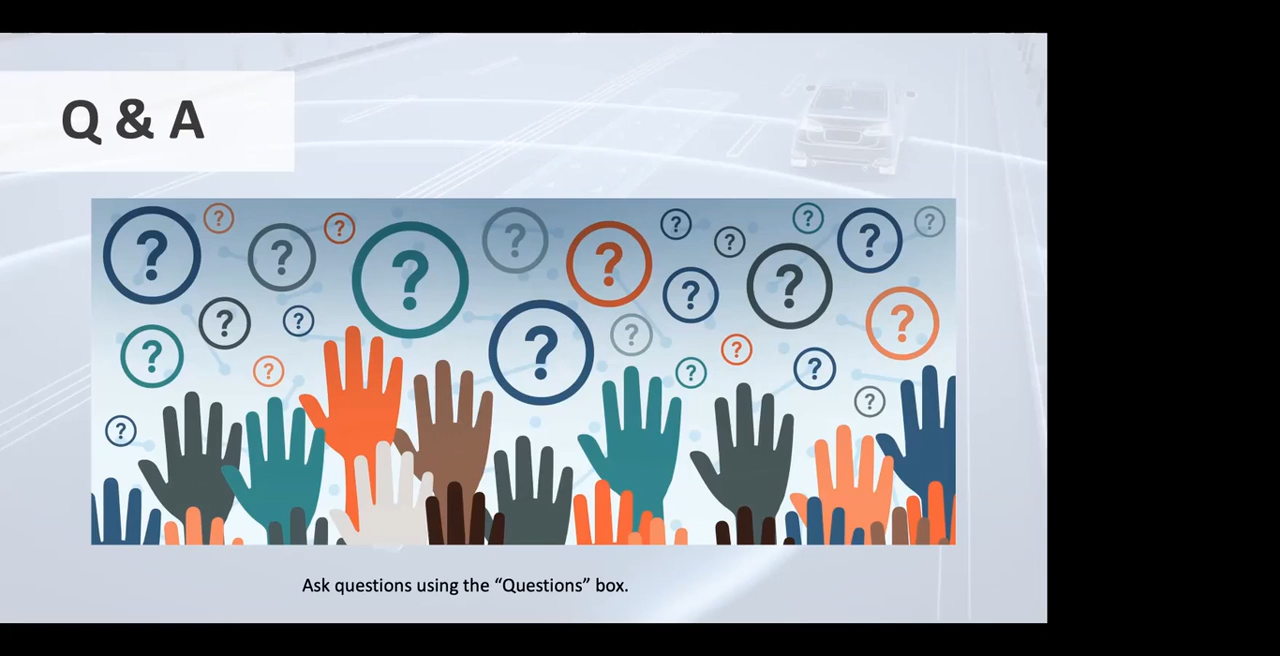 Q & A
Ask questions using the “Questions” box.